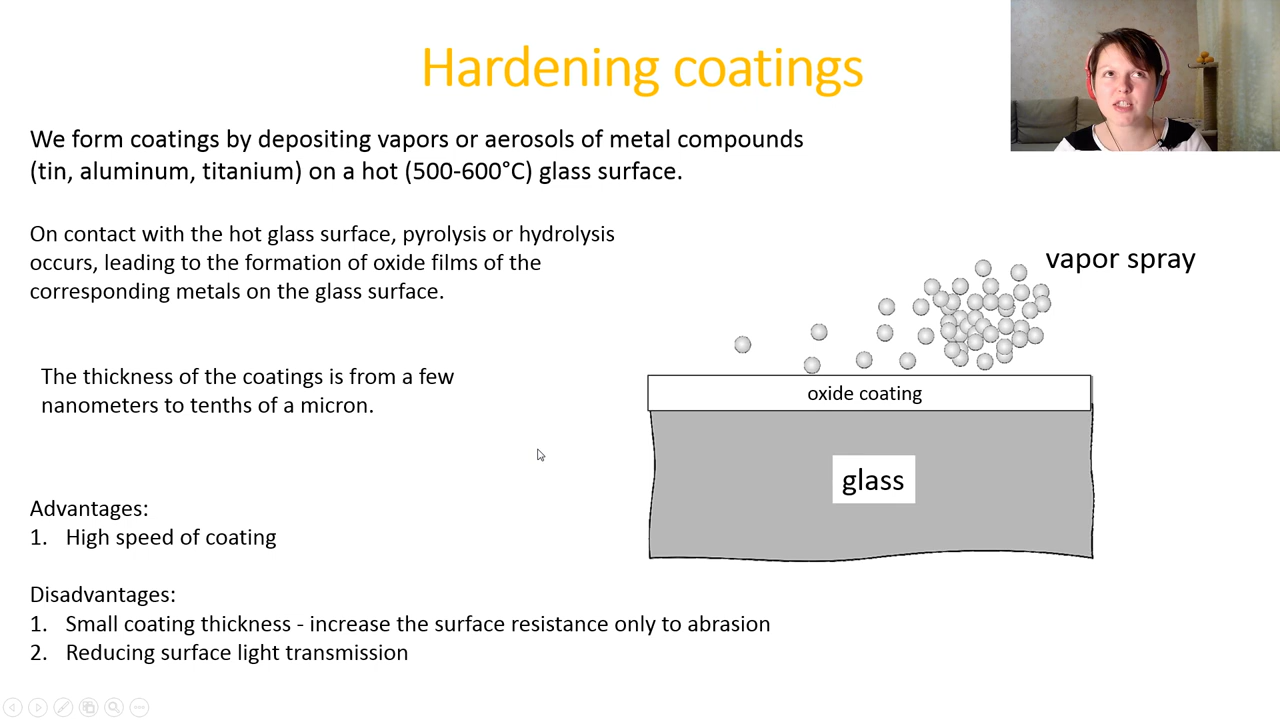 Hardening coatings
We form coatings by depositing vapors or aerosols of metal compounds
(tin, aluminum, titanium) on a hot (500-600°C) glass surface.
On contact with the hot glass surface, pyrolysis or hydrolysis
occurs, leading to the formation of oxide films of the
corresponding metals on the glass surface.
vapor spray
The thickness of the coatings is from a few
nanometers to tenths of a micron.
oxide coating
glass
Advantages:
1. High speed of coating
Disadvantages:
1. Small coating thickness - increase the surface resistance only to abrasion
2. Reducing surface light transmission